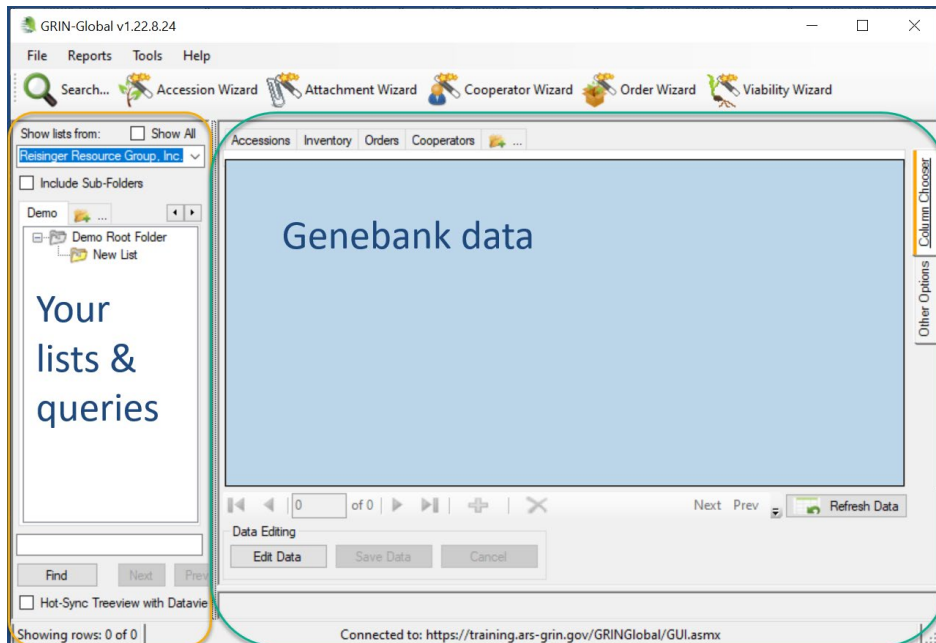 GRIN-Global v1.22.8.24
File Reports Tools Help
Search... Accession Wizard Attachment Wizard Cooperator Wizard Order Wizard Viability Wizard
Show lists from: Show All
Reisinger Resource Group, Inc.
Include Sub-Folders
Demo ...
Demo Root Folder
New List
Your
lists &
queries
Find Next Prev
Hot-Sync Treeview with Datavie
Showing rows: 0 of 0
Accessions Inventory Orders Cooperators ...
Genebank data
Column Chooser
Other Options
0 of 0 Next Prev Refresh Data
Data Editing
Edit Data Save Data Cancel
Connected to: https://training.ars-grin.gov/GRINGlobal/GUI.asmx